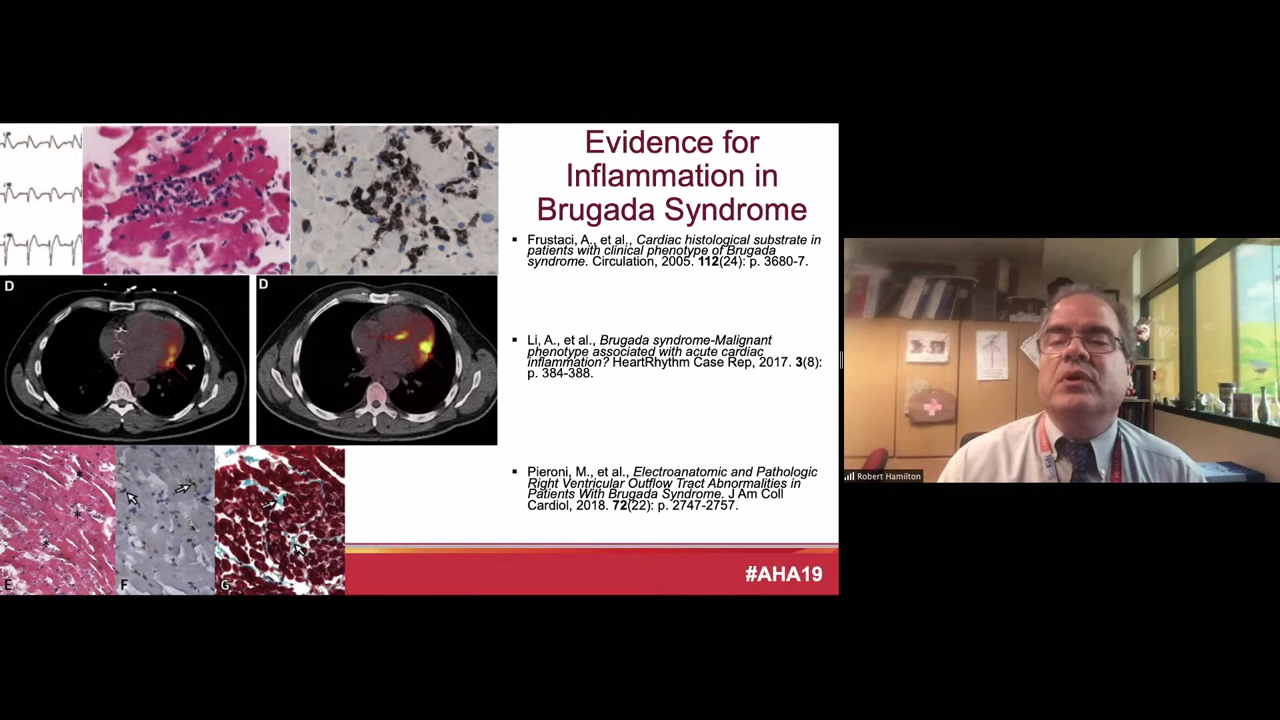 Evidence for
Inflammation in
Brugada Syndrome
▪ Frustaci, A., et al., Cardiac histological substrate in
patients with clinical phenotype of Brugada
syndrome. Circulation, 2005. 112(24): p. 3680-7.
D
D
▪ Li, A., et al., Brugada syndrome-Malignant
phenotype associated with acute cardiac
inflammation? HeartRhythm Case Rep, 2017. 3(8):
p. 384-388.
▪ Pieroni, M., et al., Electroanatomic and Pathologic
Right Ventricular Outflow Tract Abnormalities in
Patients With Brugada Syndrome. J Am Coll
Cardiol, 2018. 72(22): p. 2747-2757.
E
F
G
#AHA19
Robert Hamilton